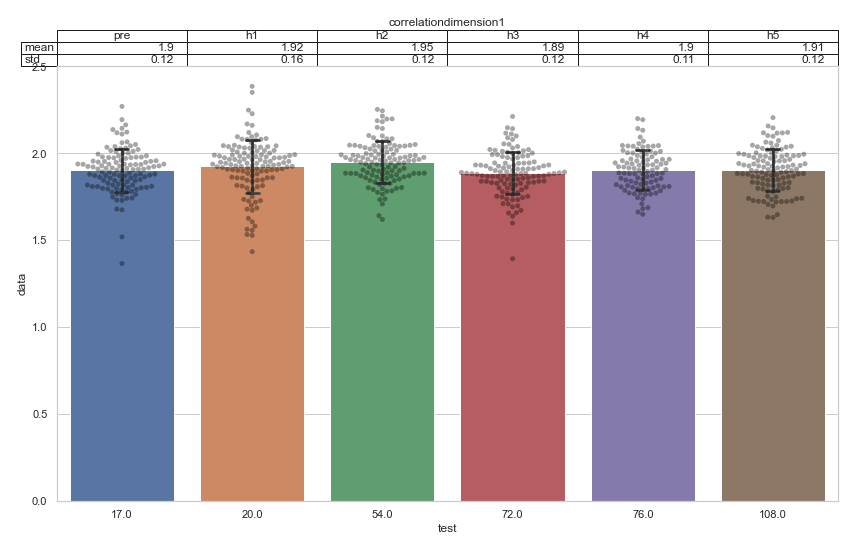 correlationdimension1
pre h1 h2 h3 h4 h5
mean 1.9 1.92 1.95 1.89 1.9 1.91
std 0.12 0.16 0.12 0.12 0.11 0.12
2.5
2.0
1.5
1.0
0.5
0.0
data
17.0 20.0 54.0 72.0 76.0 108.0
test